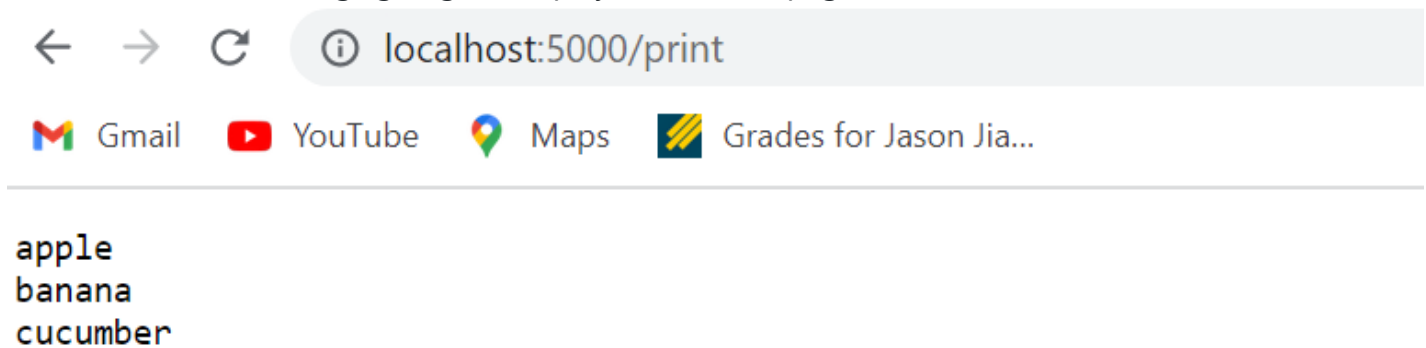 localhost:5000/print
Gmail YouTube Maps Grades for Jason Jia...
apple
banana
cucumber